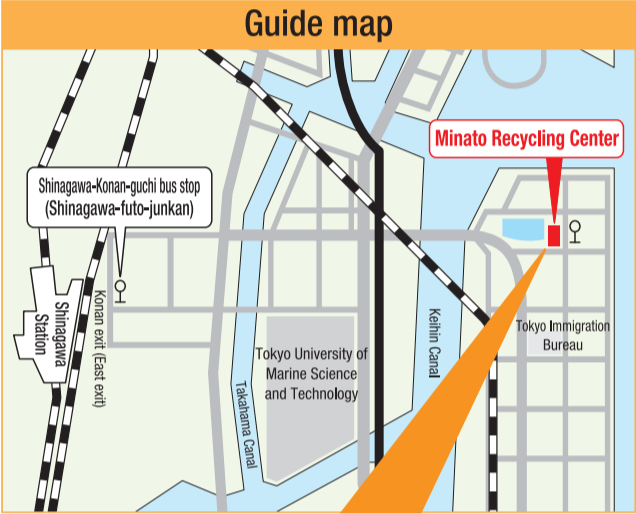 Guide map
Minato Recycling Center
Shinagawa-Konan-guchi bus stop
(Shinagawa-futo-junkan)
Shinagawa
Station
Konan exit (East exit)
Tokyo University of
Marine Science
and Technology
Takahama Canal
Keihin Canal
Tokyo Immigration
Bureau